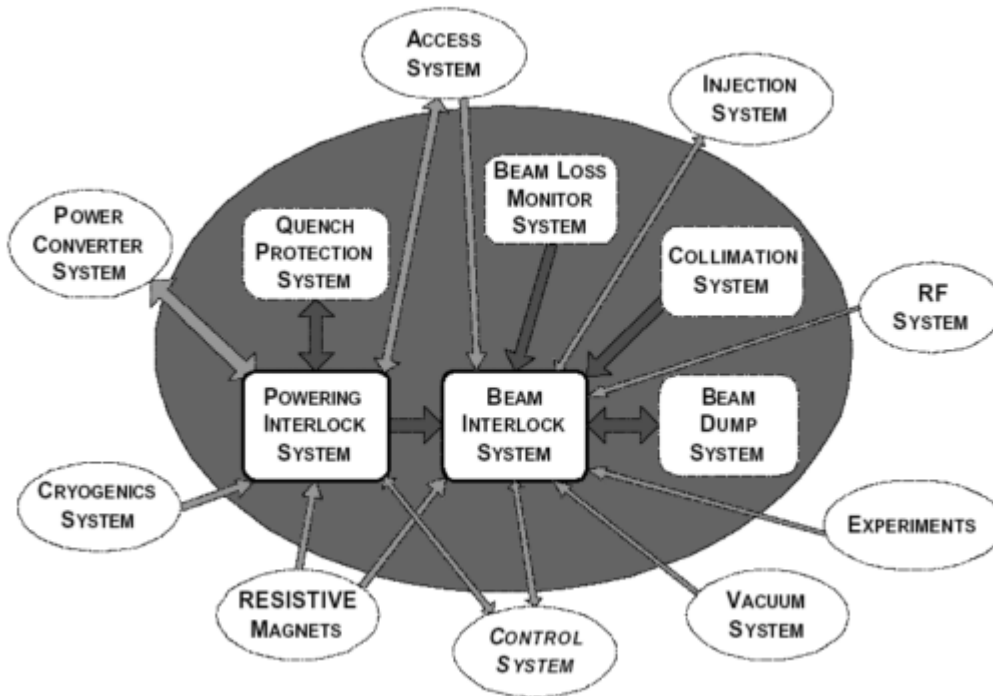 ACCESS
SYSTEM
INJECTION
SYSTEM
BEAM LOSS
MONITOR
SYSTEM
POWER
CONVERTER
SYSTEM
QUENCH
PROTECTION
SYSTEM
COLLIMATION
SYSTEM
RF
SYSTEM
POWERING
INTERLOCK
SYSTEM
BEAM
INTERLOCK
SYSTEM
BEAM
DUMP
SYSTEM
CRYOGENICS
SYSTEM
EXPERIMENTS
RESISTIVE
MAGNETS
CONTROL
SYSTEM
VACUUM
SYSTEM